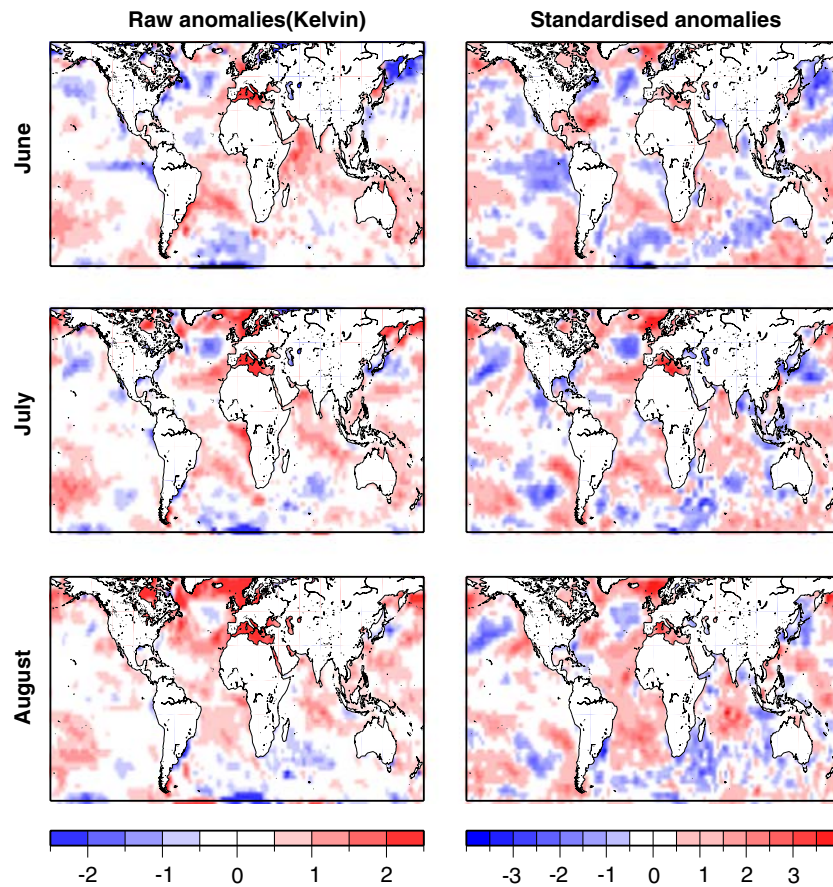 Raw anomalies(Kelvin) Standardised anomalies
June
July
August
-2 -1 0 1 2 -3 -2 -1 0 1 2 3